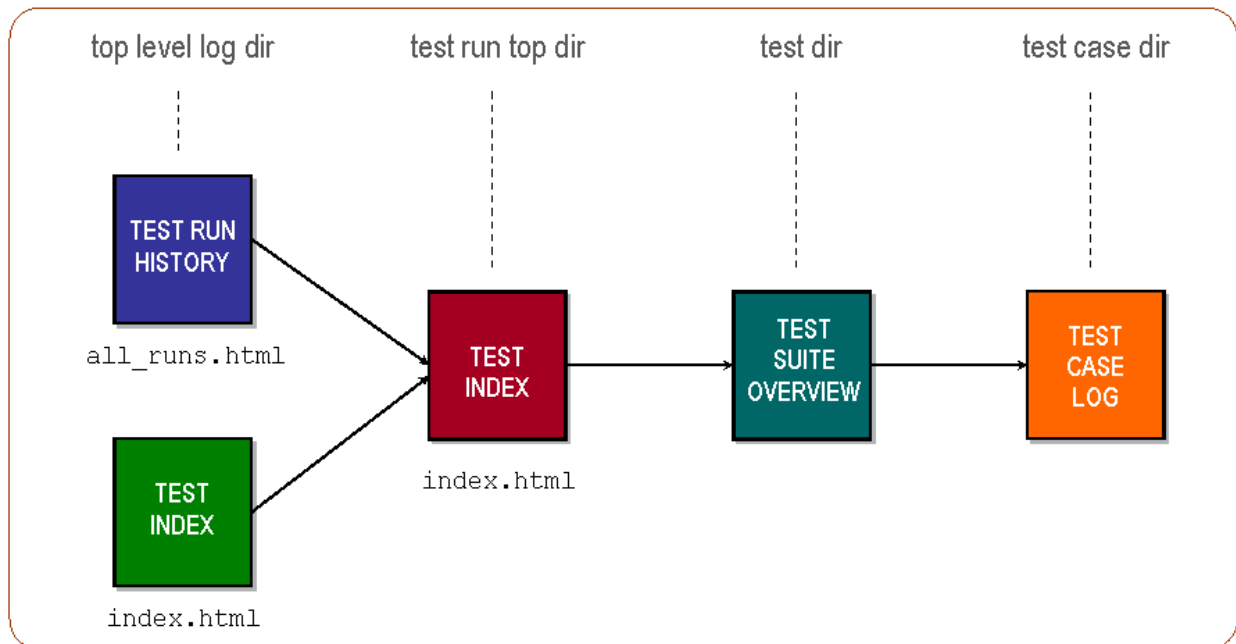 top level log dir
test run top dir
test dir
test case dir
TEST RUN
HISTORY
all_runs.html
TEST
INDEX
index.html
TEST
INDEX
index.html
TEST
SUITE
OVERVIEW
TEST
CASE
LOG